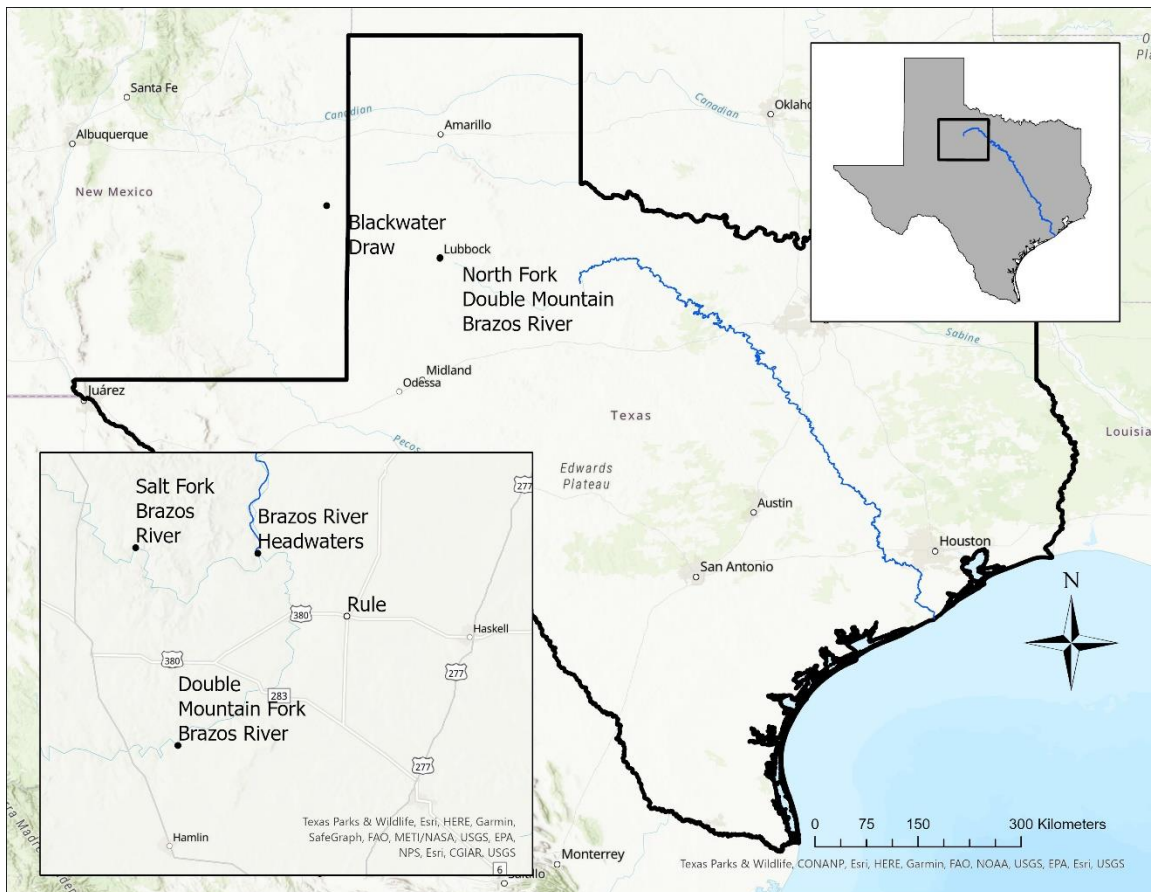 Santa Fe
Albuquerque
New Mexico
Canadian
Amarillo
Canadian
Blackwater
Draw
Lubbock
North Fork
Double Mountain
Brazos River
Midland
Odessa
Juárez
Pecos
Texas
Sabine
Louisia
Edwards
Plateau
Austin
Houston
San Antonio
N
Salt Fork
Brazos
River
Brazos River
Headwaters
277
380
Rule
Haskell
380
277
Double
Mountain Fork
Brazos River
283
277
Hamlin
Texas Parks & Wildlife, Esri, HERE, Garmin,
SafeGraph, FAO, METI/NASA, USGS, EPA,
NPS, Esri, CGIAR, USGS
6
Monterrey
0 75 150 300 Kilometers
Texas Parks & Wildlife, CONANP, Esri, HERE, Garmin, FAO, NOAA, USGS, EPA, Esri, USGS